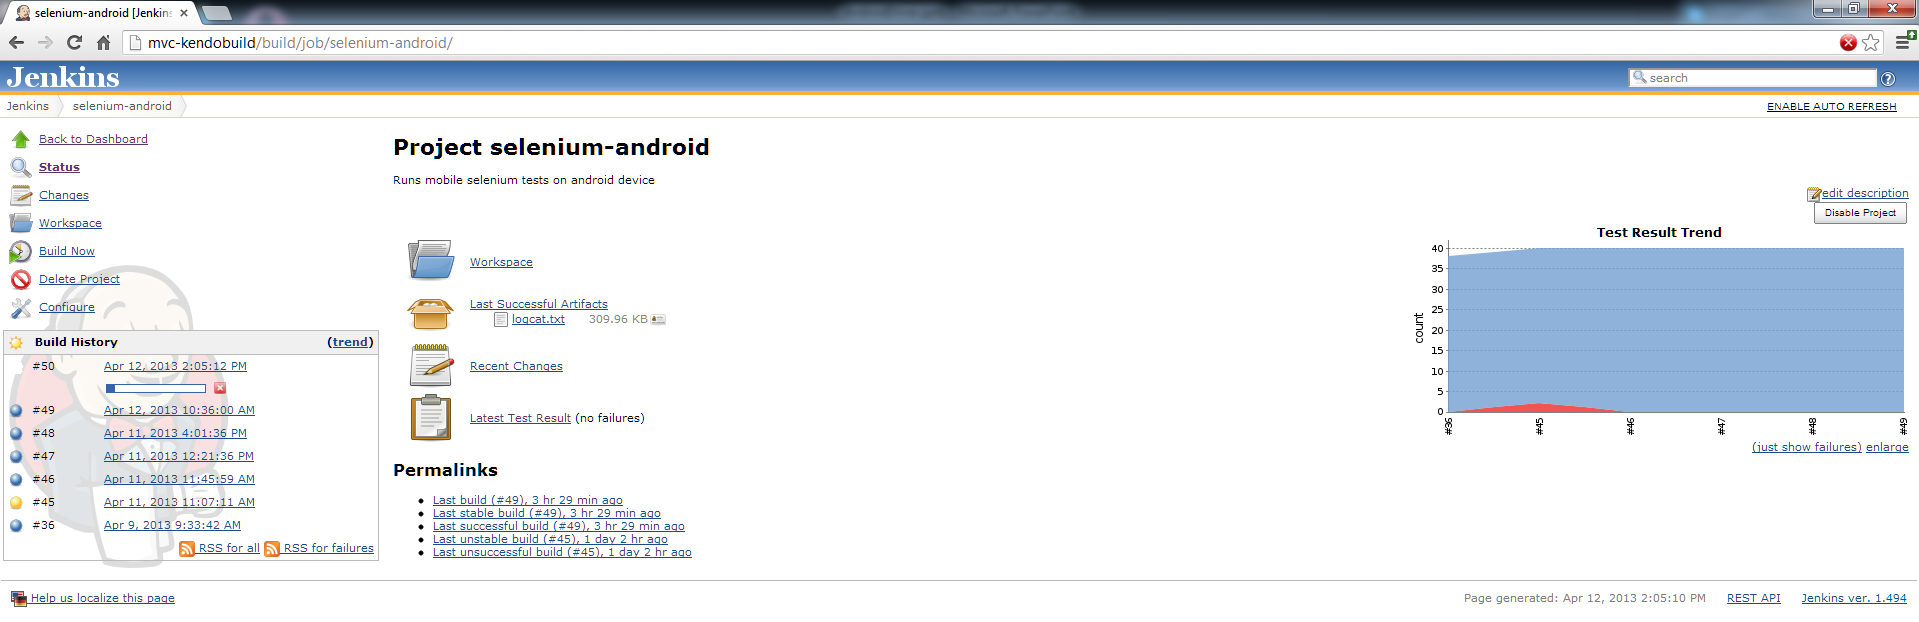 selenium-android [Jenkins
mvc-kendobuild/build/job/selenium-android/
Jenkins
search
Jenkins
selenium-android
ENABLE AUTO REFRESH
Back to Dashboard
Status
Changes
Workspace
Build Now
Delete Project
Configure
Build History
(trend)
#50 Apr 12, 2013 2:05:12 PM
#49 Apr 12, 2013 10:36:00 AM
#48 Apr 11, 2013 4:01:36 PM
#47 Apr 11, 2013 12:21:36 PM
#46 Apr 11, 2013 11:45:59 AM
#45 Apr 11, 2013 11:07:11 AM
#36 Apr 9, 2013 9:33:42 AM
RSS for all RSS for failures
Project selenium-android
Runs mobile selenium tests on android device
edit description
Disable Project
Workspace
Last Successful Artifacts
logcat.txt 309.96 KB
Recent Changes
Latest Test Result (no failures)
Permalinks
Last build (#49), 3 hr 29 min ago
Last stable build (#49), 3 hr 29 min ago
Last successful build (#49), 3 hr 29 min ago
Last unstable build (#45), 1 day 2 hr ago
Last unsuccessful build (#45), 1 day 2 hr ago
Test Result Trend
count
40
35
30
25
20
15
10
5
0
#36 #45 #46 #47 #48 #49
(just show failures) enlarge
Help us localize this page
Page generated: Apr 12, 2013 2:05:10 PM REST API Jenkins ver. 1.494